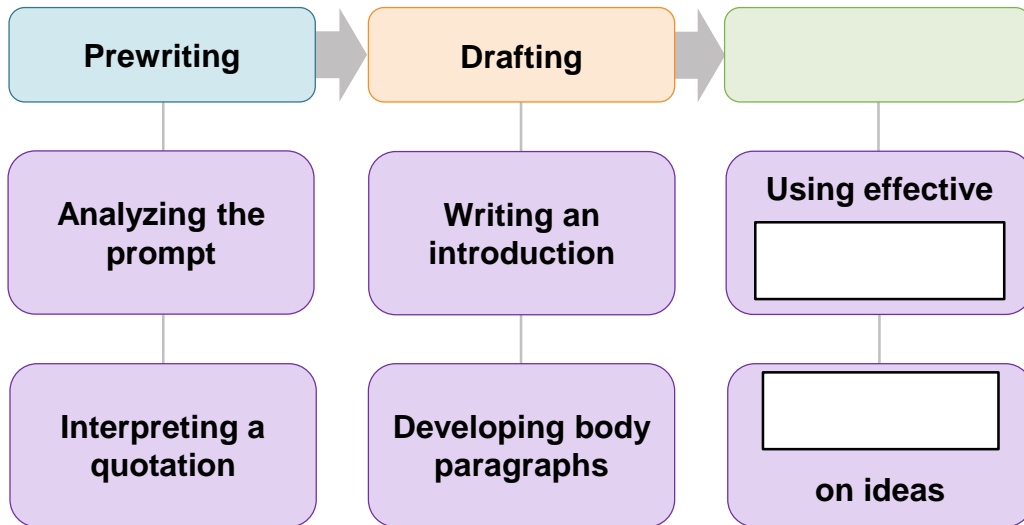 Prewriting
Drafting
Analyzing the
prompt
Writing an
introduction
Using effective
Interpreting a
quotation
Developing body
paragraphs
on ideas